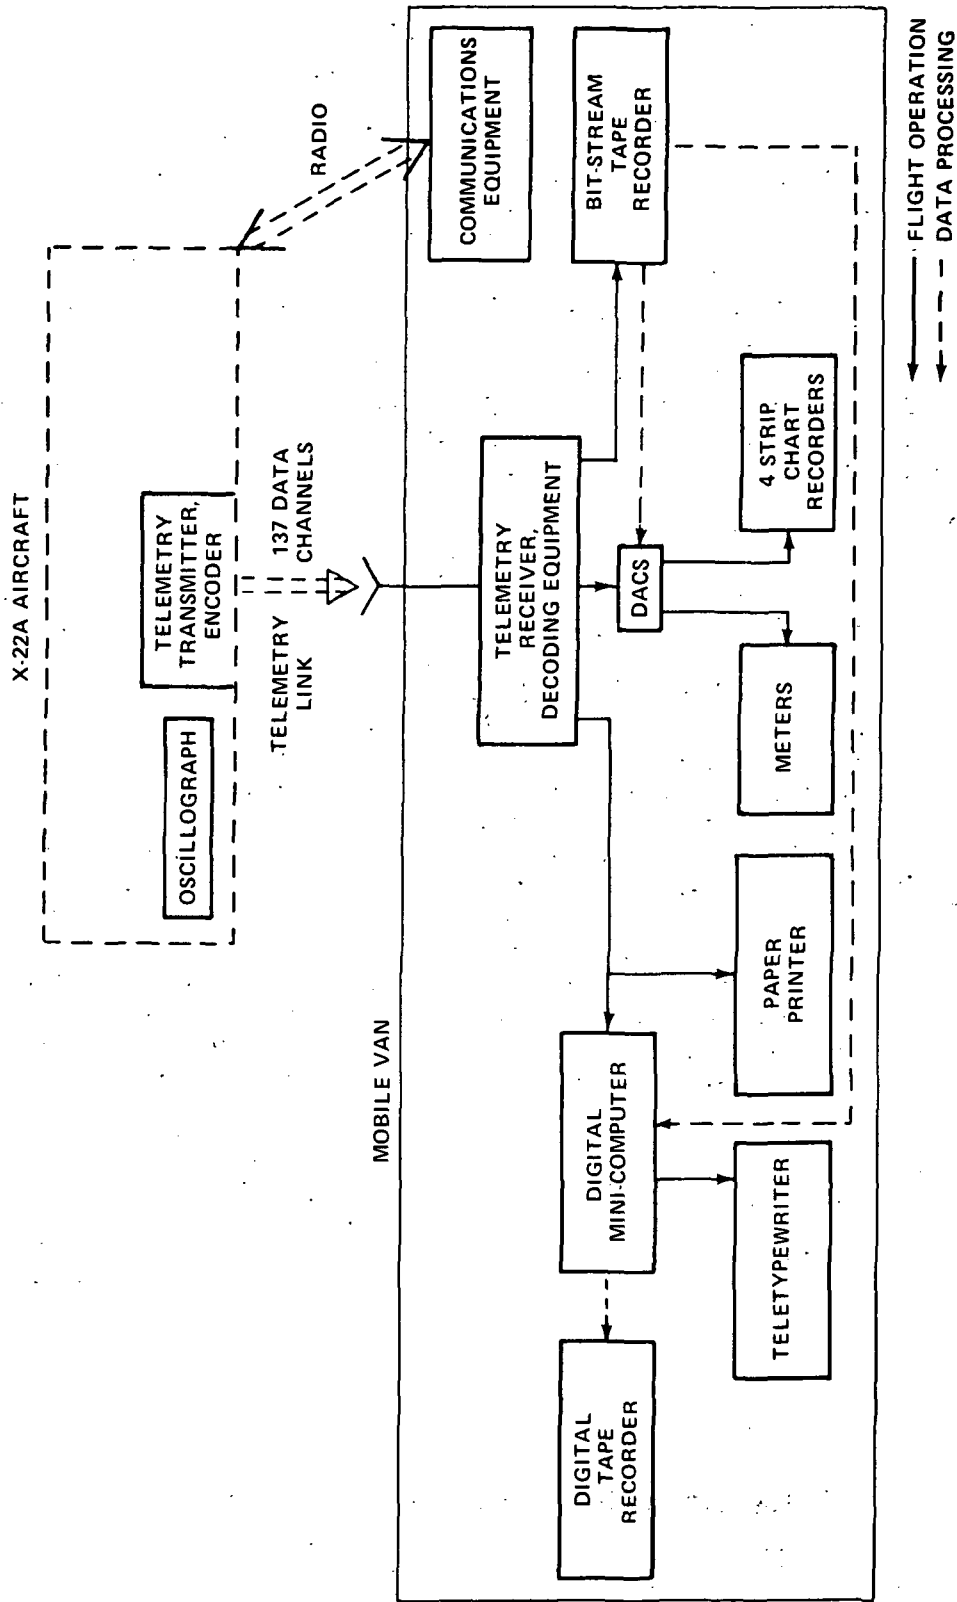 X-22A AIRCRAFT
OSCILLOGRAPH
TELEMETRY
TRANSMITTER,
ENCODER
RADIO
TELEMETRY
LINK
137 DATA
CHANNELS
MOBILE VAN
COMMUNICATIONS
EQUIPMENT
TELEMETRY
RECEIVER,
DECODING EQUIPMENT
BIT-STREAM
TAPE
RECORDER
DIGITAL
TAPE
RECORDER
DIGITAL
MINI-COMPUTER
DACS
TELETYPEWRITER
PAPER
PRINTER
METERS
4 STRIP
CHART
RECORDERS
FLIGHT OPERATION
DATA PROCESSING